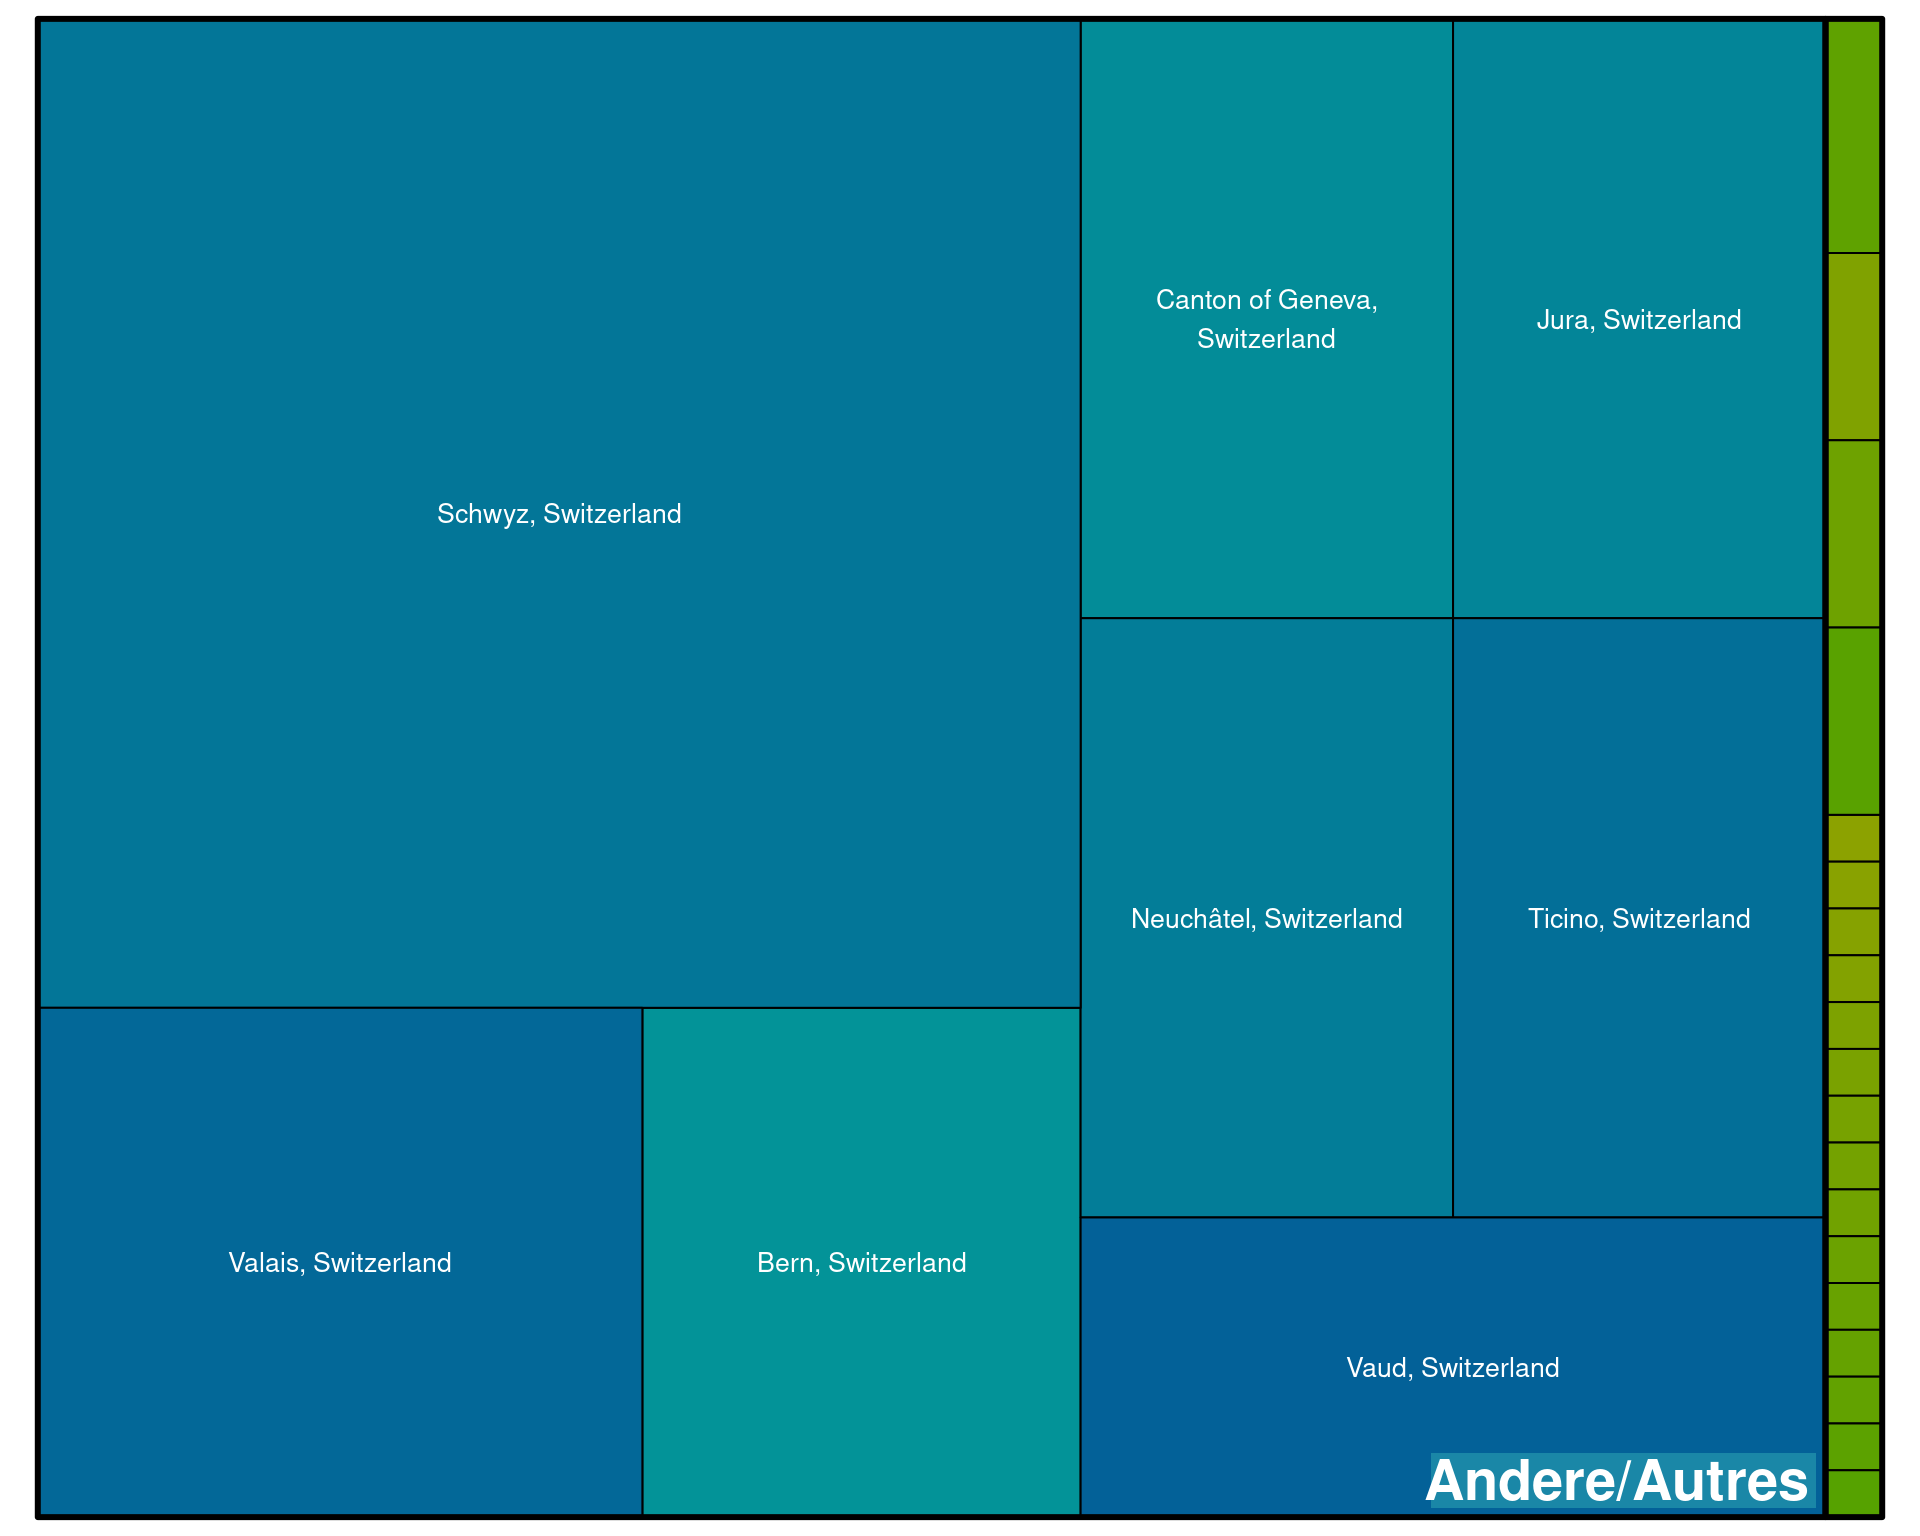 Canton of Geneva,
Switzerland
Jura, Switzerland
Schwyz, Switzerland
Neuchâtel, Switzerland
Ticino, Switzerland
Valais, Switzerland
Bern, Switzerland
Vaud, Switzerland
Andere/Autres